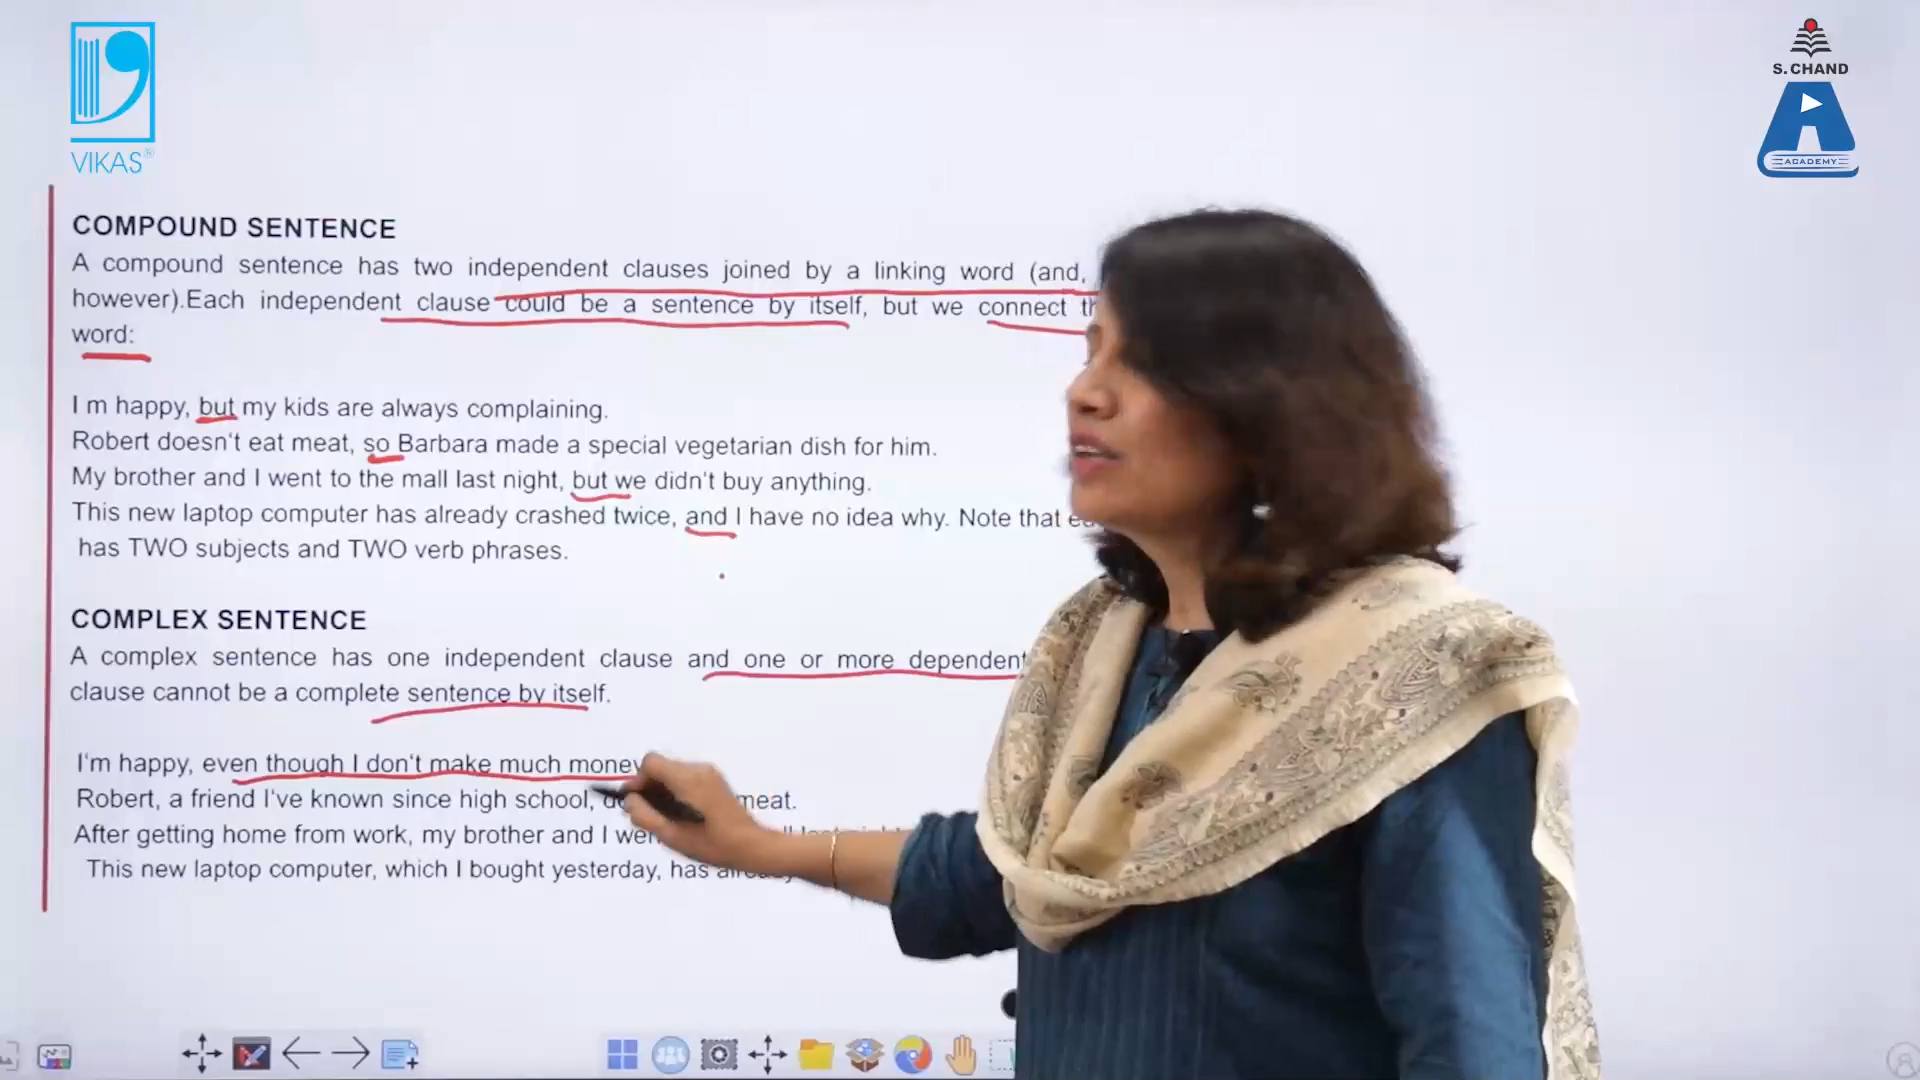 VIKAS®
S. CHAND
ACADEMY
COMPOUND SENTENCE
A compound sentence has two independent clauses joined by a linking word (and,
however).Each independent clause could be a sentence by itself, but we connect
word:
I m happy, but my kids are always complaining.
Robert doesn't eat meat, so Barbara made a special vegetarian dish for him.
My brother and I went to the mall last night, but we didn't buy anything.
This new laptop computer has already crashed twice, and I have no idea why. Note that
has TWO subjects and TWO verb phrases.
COMPLEX SENTENCE
A complex sentence has one independent clause and one or more dependent
clause cannot be a complete sentence by itself.
I'm happy, even though I don't make much money
Robert, a friend I've known since high school, meat.
After getting home from work, my brother and I
This new laptop computer, which I bought yesterday, has